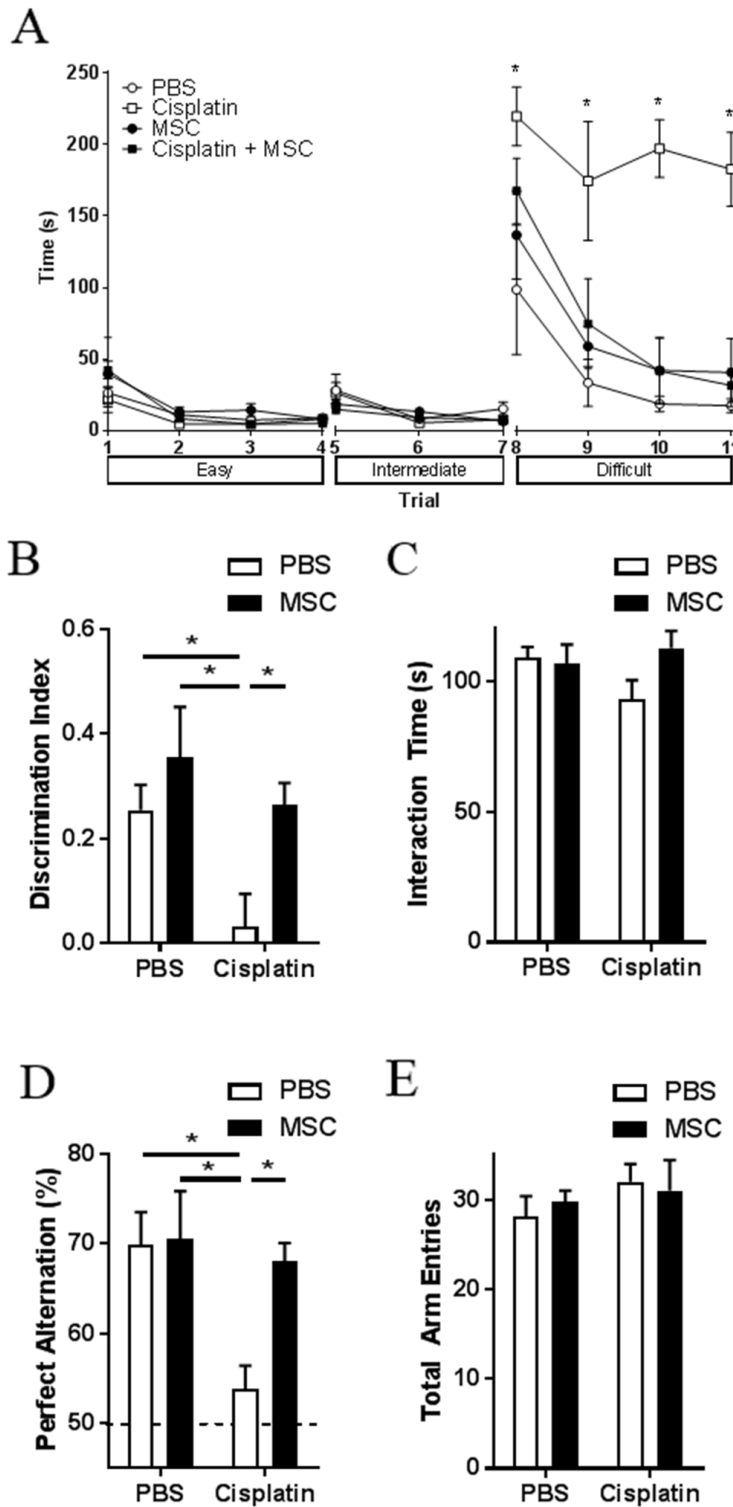 A
250
200
150
100
50
0
Time (s)
PBS
Cisplatin
MSC
Cisplatin + MSC
* * * *
1 2 3 4 5 6 7 8 9 10 11
Easy Intermediate Difficult
Trial
B
PBS
MSC
0.6
0.4
0.2
0.0
Discrimination Index
*
* *
PBS Cisplatin
C
PBS
MSC
100
50
0
Interaction Time (s)
PBS Cisplatin
D
PBS
MSC
80
70
60
50
Perfect Alternation (%)
*
* *
PBS Cisplatin
E
PBS
MSC
30
20
10
0
Total Arm Entries
PBS Cisplatin